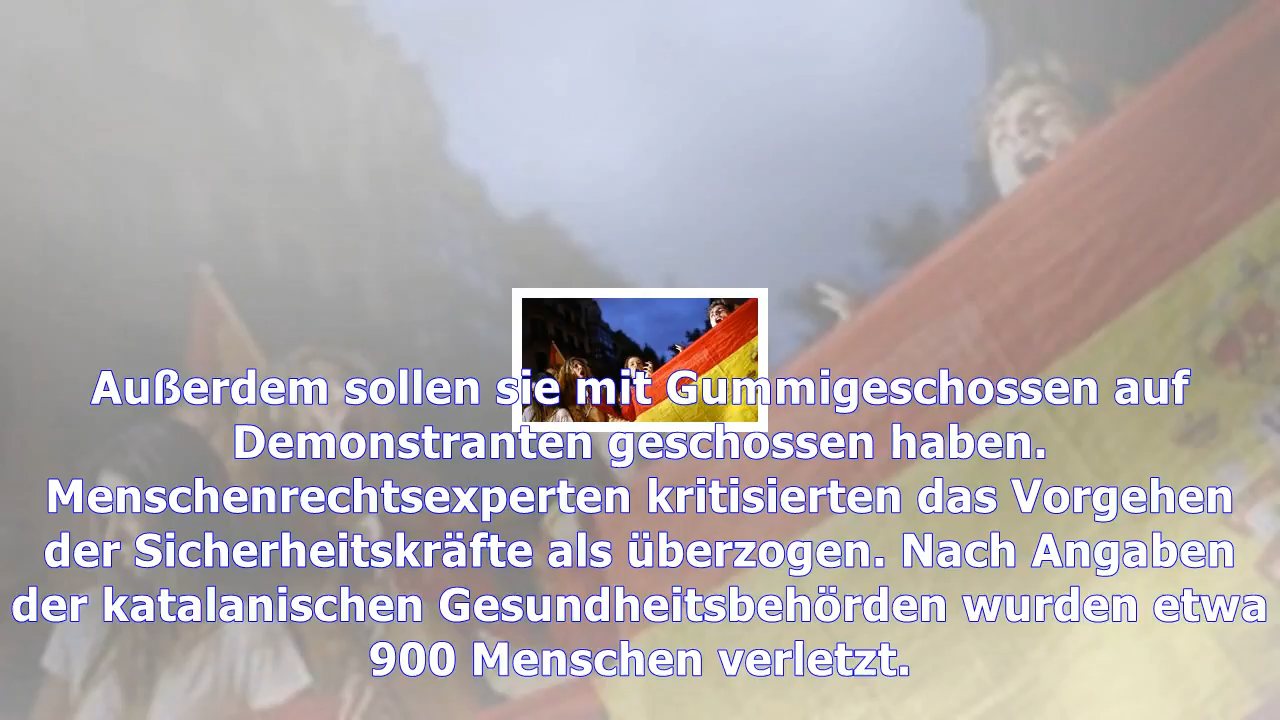 Außerdem sollen sie mit Gummigeschossen auf
Demonstranten geschossen haben.
Menschenrechtsexperten kritisierten das Vorgehen
der Sicherheitskräfte als überzogen. Nach Angaben
der katalanischen Gesundheitsbehörden wurden etwa
900 Menschen verletzt.